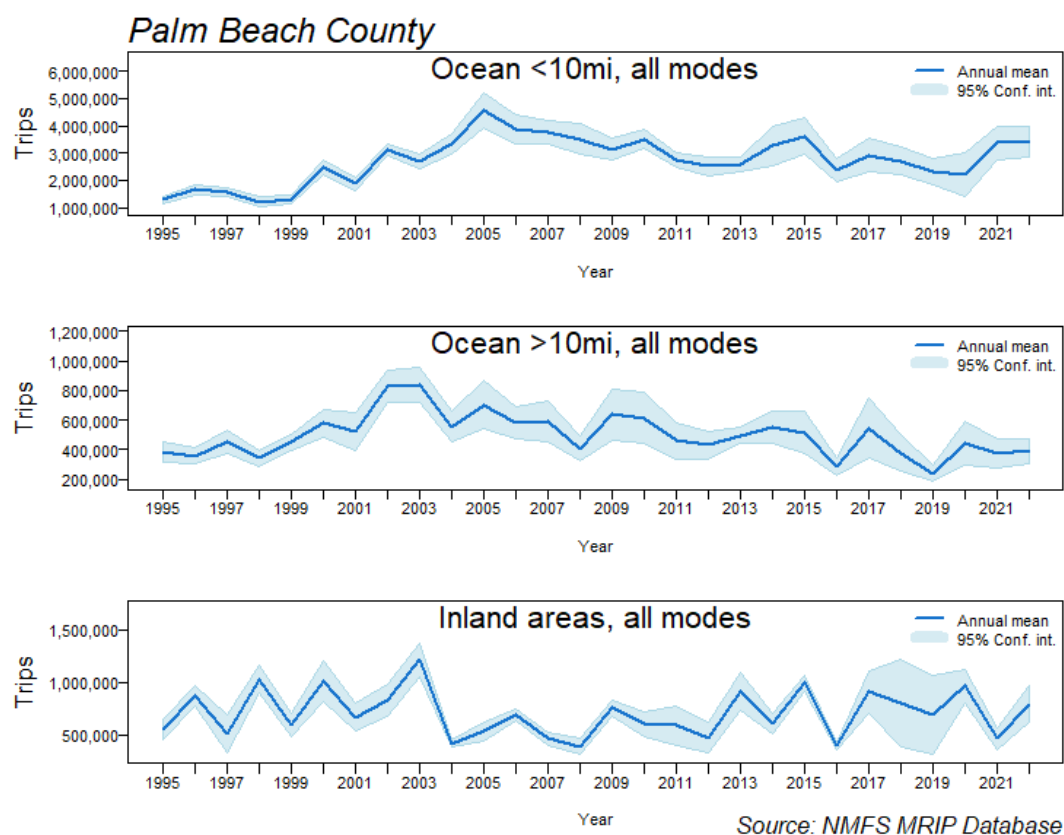 Palm Beach County
Ocean <10mi, all modes
Annual mean
95% Conf. int.
Trips
6,000,000
5,000,000
4,000,000
3,000,000
2,000,000
1,000,000
1995 1997 1999 2001 2003 2005 2007 2009 2011 2013 2015 2017 2019 2021
Year
Ocean >10mi, all modes
Annual mean
95% Conf. int.
Trips
1,200,000
1,000,000
800,000
600,000
400,000
200,000
1995 1997 1999 2001 2003 2005 2007 2009 2011 2013 2015 2017 2019 2021
Year
Inland areas, all modes
Annual mean
95% Conf. int.
Trips
1,500,000
1,000,000
500,000
1995 1997 1999 2001 2003 2005 2007 2009 2011 2013 2015 2017 2019 2021
Year
Source: NMFS MRIP Database